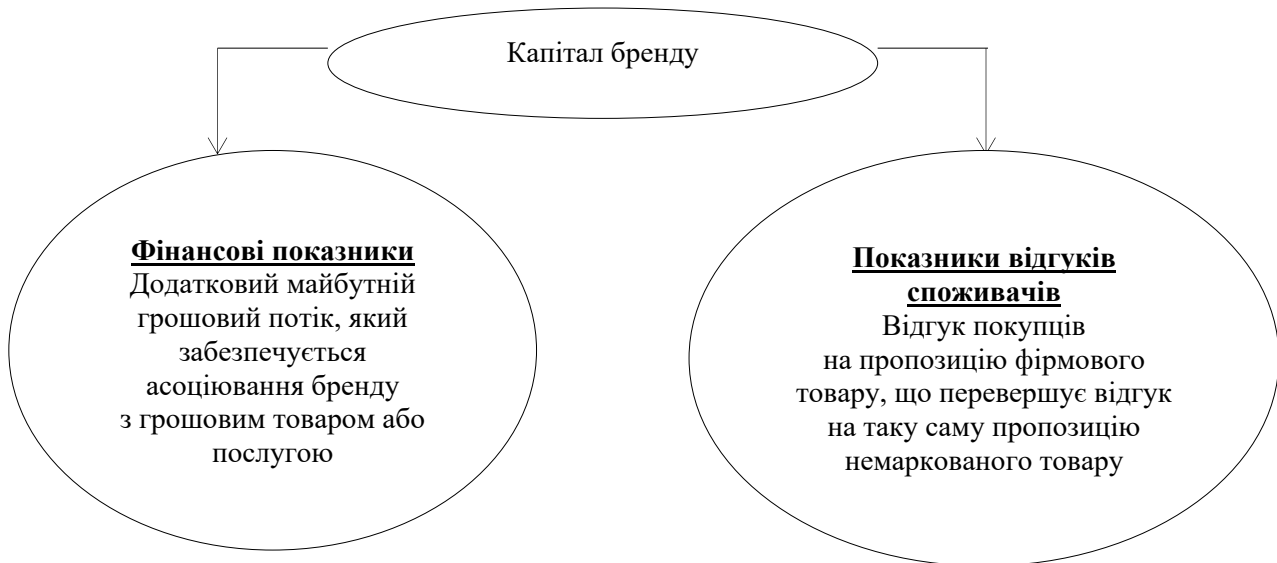 Капітал бренду
Фінансові показники
Додатковий майбутній
грошовий потік, який
забезпечується
асоціювання бренду
з грошовим товаром або
послугою
Показники відгуків
споживачів
Відгук покупців
на пропозицію фірмового
товару, що перевершує відгук
на таку саму пропозицію
немаркованого товару